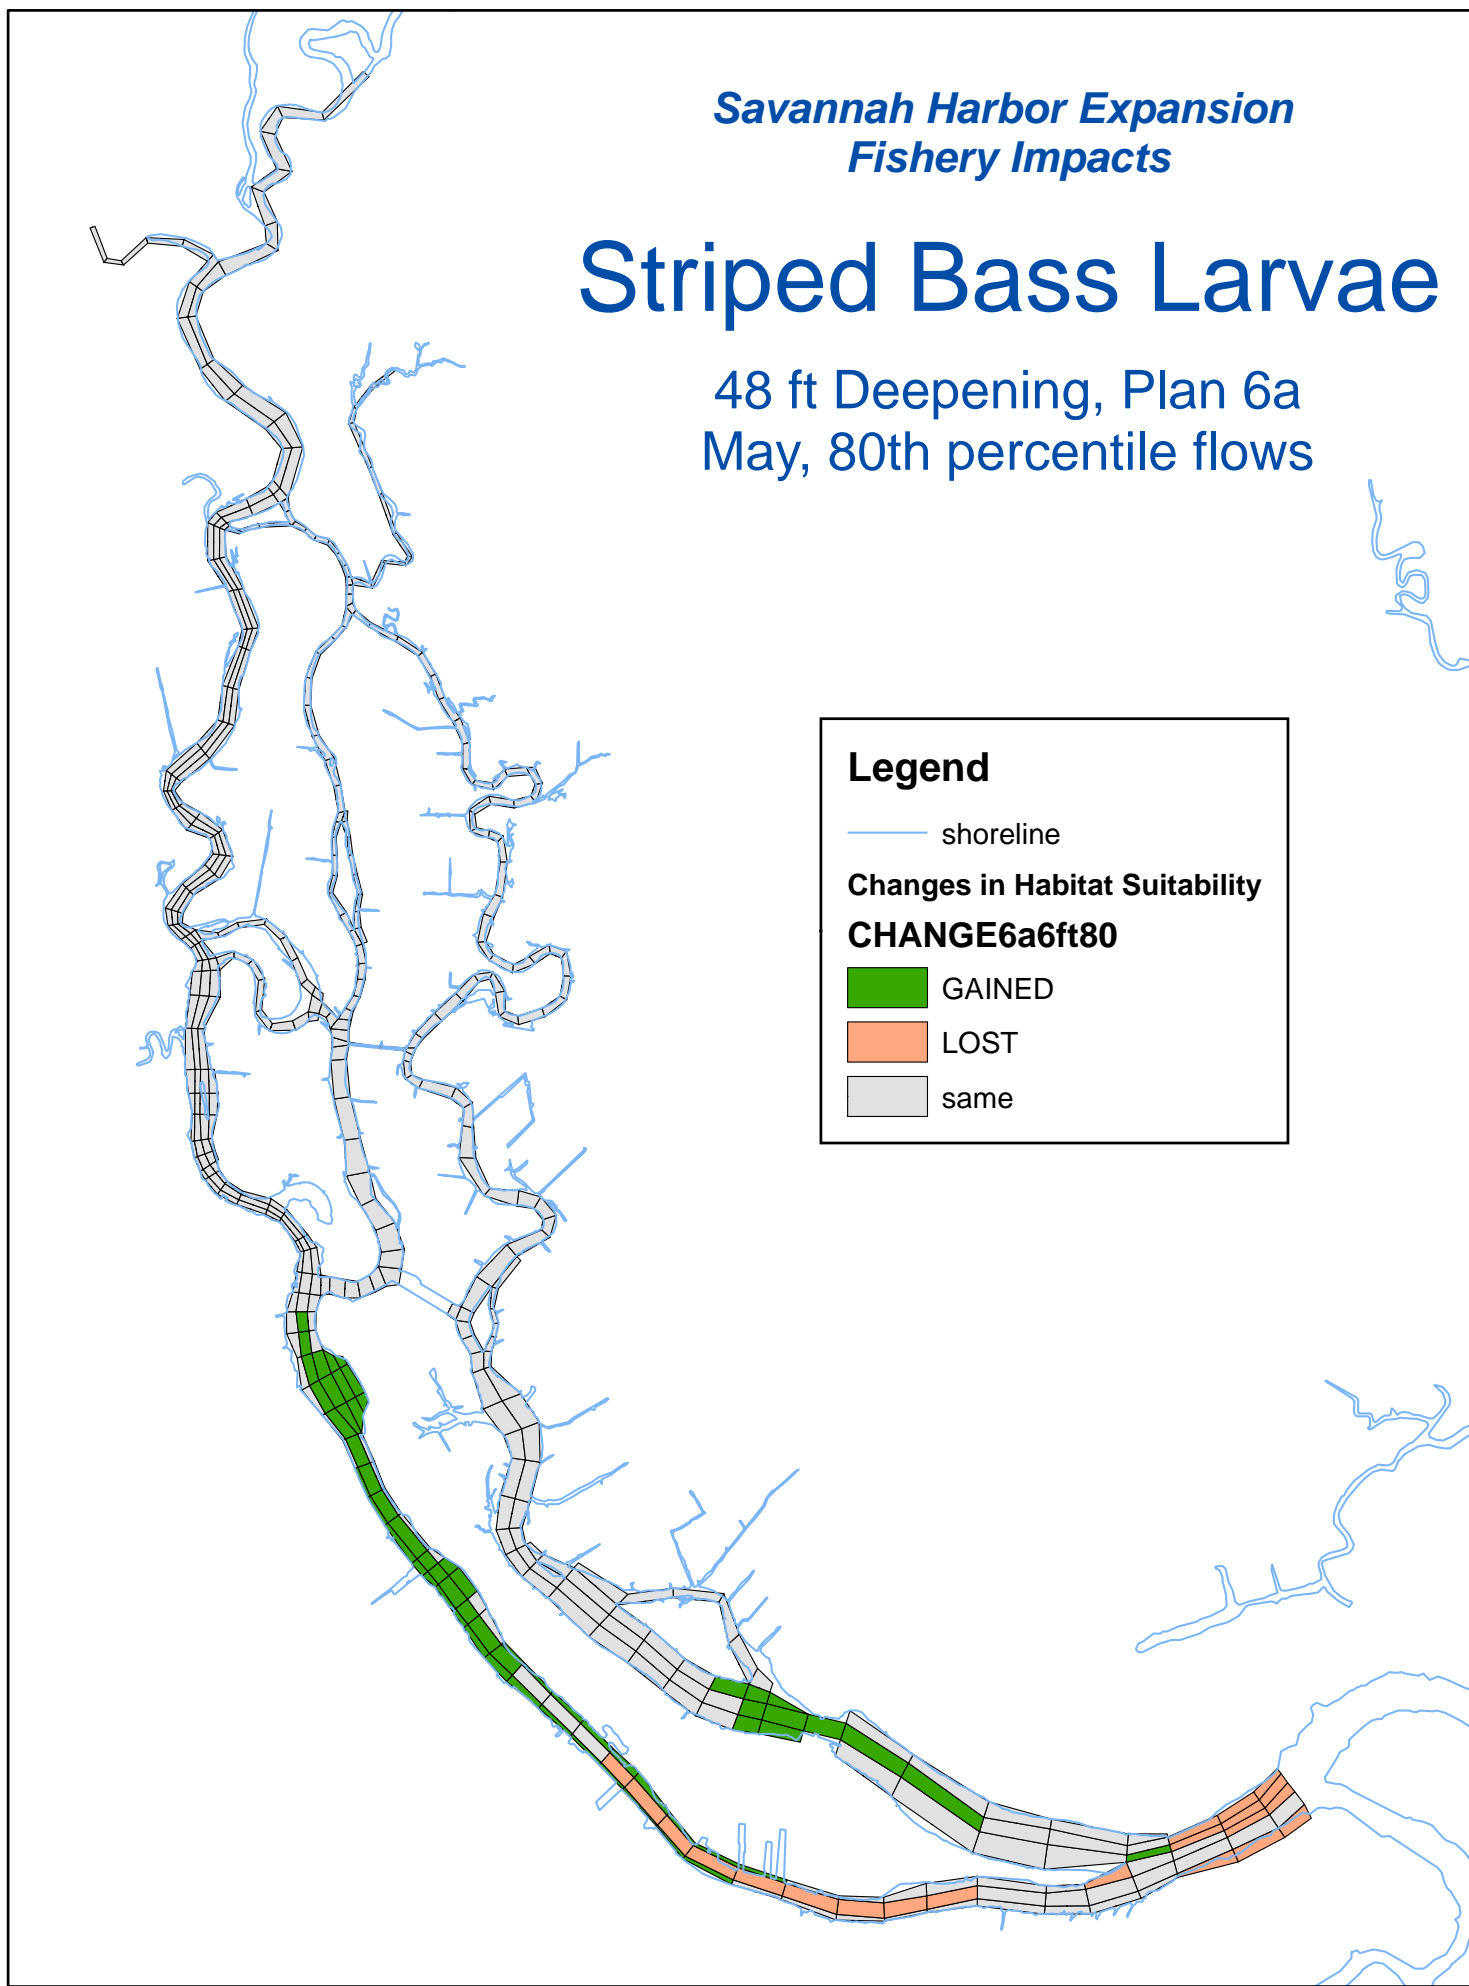 Savannah Harbor Expansion
Fishery Impacts
Striped Bass Larvae
48 ft Deepening, Plan 6a
May, 80th percentile flows
Legend
shoreline
Changes in Habitat Suitability
CHANGE6a6ft80
GAINED
LOST
same